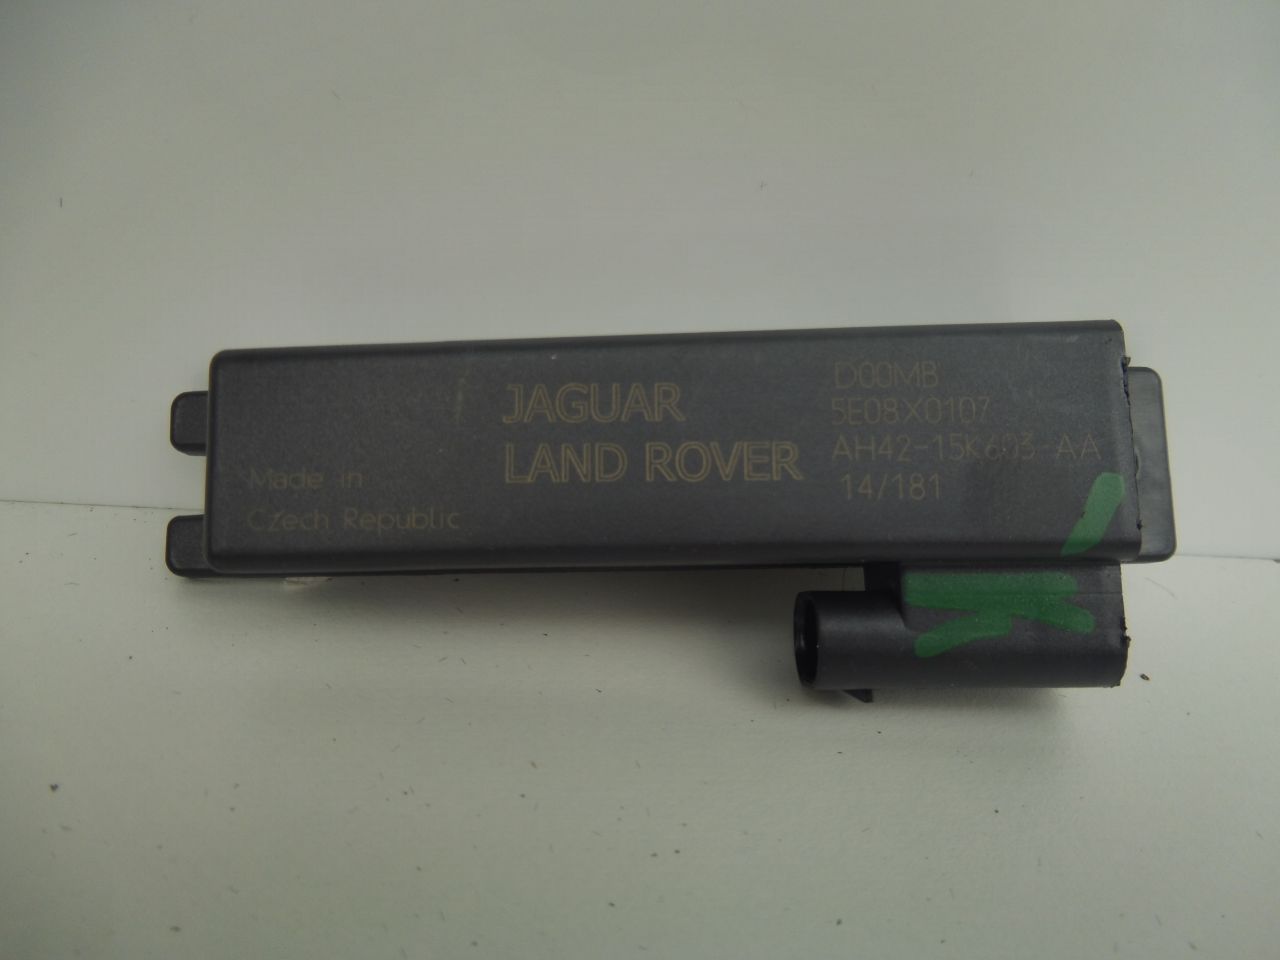 Made in
Czech Republic
JAGUAR
LAND ROVER
D00MB
5E08X0107
AH42-15K603-AA
14/181